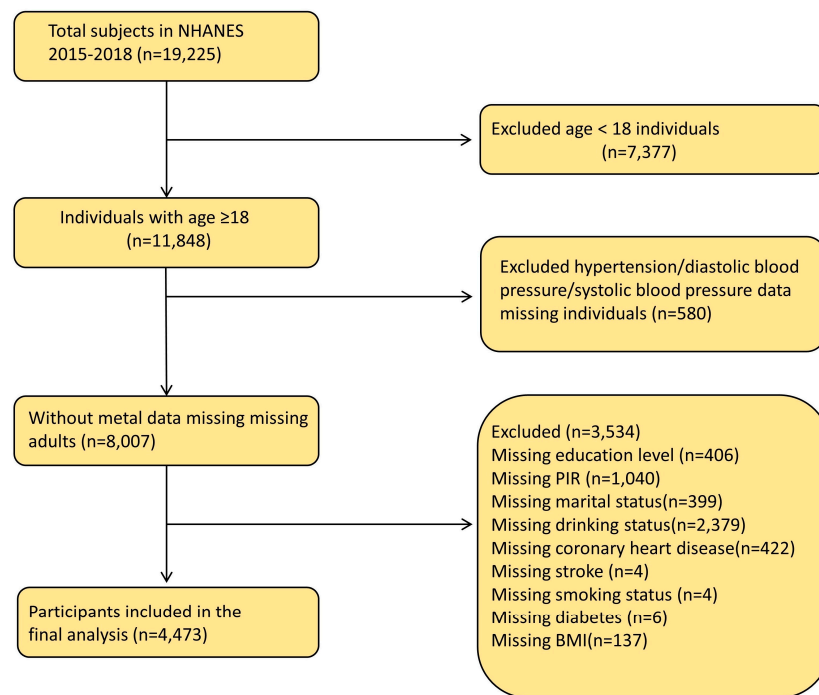 Total subjects in NHANES
2015-2018 (n=19,225)
Excluded age < 18 individuals
(n=7,377)
Individuals with age ≥18
(n=11,848)
Excluded hypertension/diastolic blood
pressure/systolic blood pressure data
missing individuals (n=580)
Without metal data missing missing
adults (n=8,007)
Excluded (n=3,534)
Missing education level (n=406)
Missing PIR (n=1,040)
Missing marital status(n=399)
Missing drinking status(n=2,379)
Missing coronary heart disease(n=422)
Missing stroke (n=4)
Missing smoking status (n=4)
Missing diabetes (n=6)
Missing BMI(n=137)
Participants included in the
final analysis (n=4,473)